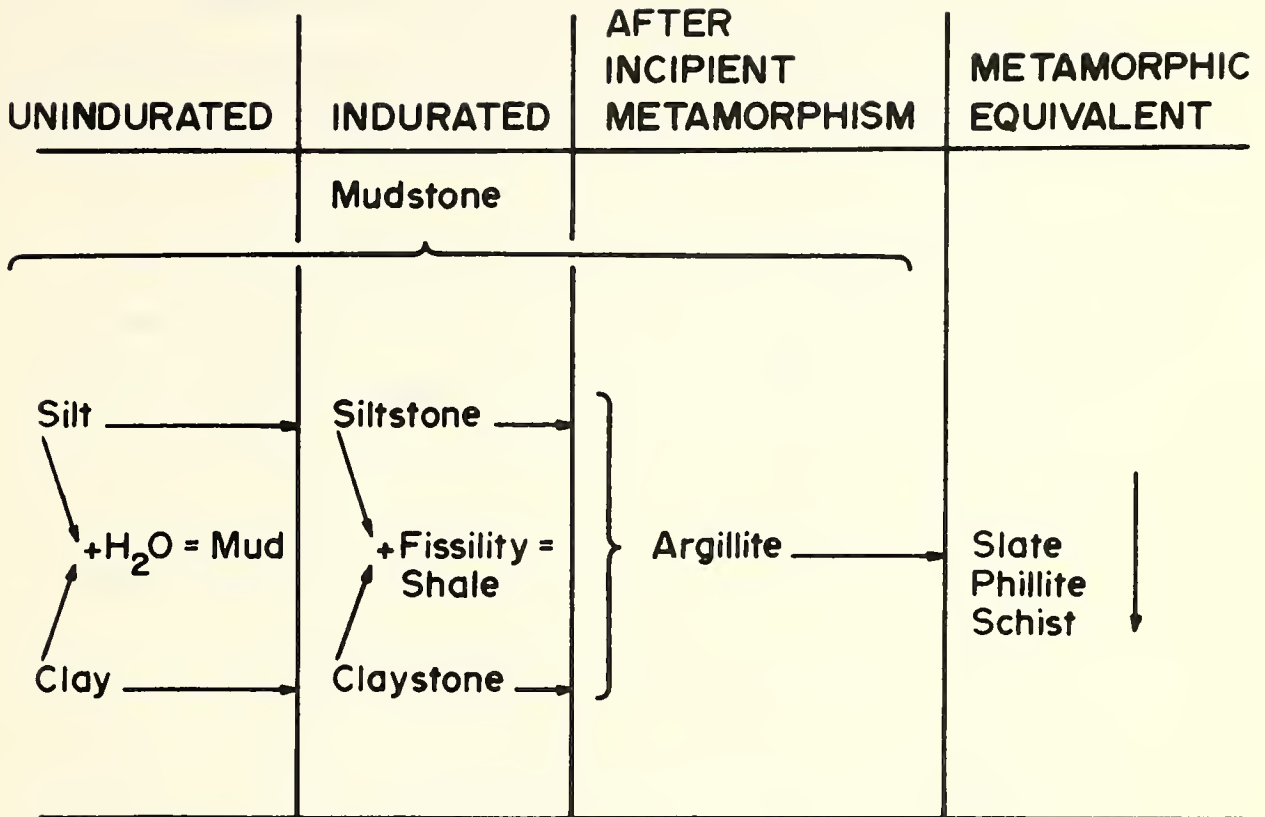 UNINDURATED
INDURATED
AFTER
INCIPIENT
METAMORPHISM
METAMORPHIC
EQUIVALENT
Mudstone
Silt
Siltstone
+H₂O = Mud
+Fissility =
Shale
Argillite
Slate
Phillite
Schist
Clay
Claystone